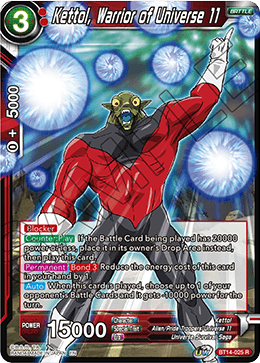 3
Kettol, Warrior of Universe 11
BATTLE
0 + 5000
Blocker
Counter:Play If the Battle Card being played has 20000
power or less, place it in its owner's Drop Area instead,
then play this card.
Permanent Bond 3 Reduce the energy cost of this card
in your hand by 1.
Auto When this card is played, choose up to 1 of your
opponent's Battle Cards and it gets -10000 power for the
turn.
15000
Character
Kettol
Alien/Pride Troopers/Universe 11
Universe Survival Saga
BT14-025 R